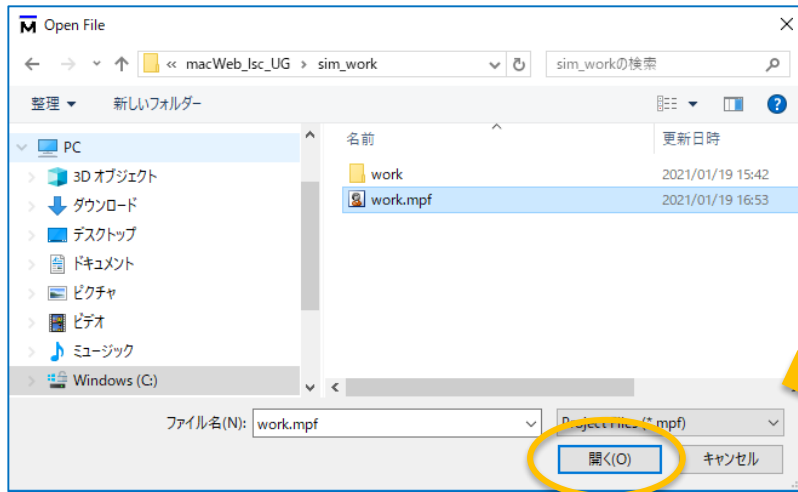 Open File
« macWeb_lsc_UG › sim_work
sim_workの検索
整理 新しいフォルダー
名前 更新日時
PC
3D オブジェクト
ダウンロード
デスクトップ
ドキュメント
ピクチャ
ビデオ
ミュージック
Windows (C:)
work 2021/01/19 15:42
work.mpf 2021/01/19 16:53
ファイル名(N): work.mpf
Project Files (*.mpf)
開く(O) キャンセル